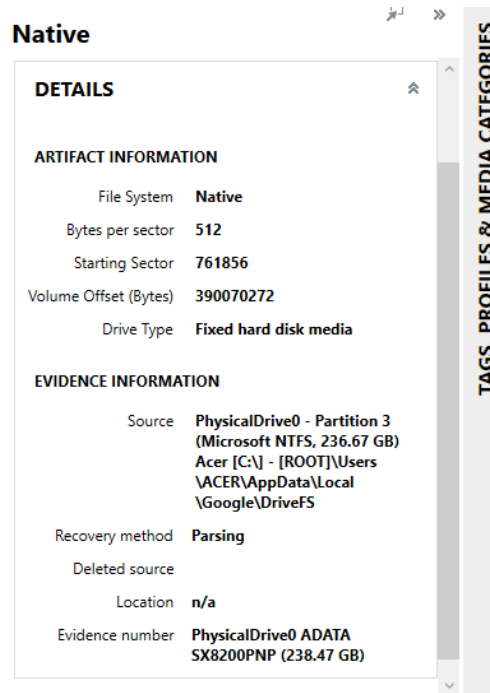 Native
DETAILS
ARTIFACT INFORMATION
File System Native
Bytes per sector 512
Starting Sector 761856
Volume Offset (Bytes) 390070272
Drive Type Fixed hard disk media
EVIDENCE INFORMATION
Source PhysicalDrive0 - Partition 3
(Microsoft NTFS, 236.67 GB)
Acer [C:\] - [ROOT]\Users
\ACER\AppData\Local
\Google\DriveFS
Recovery method Parsing
Deleted source
Location n/a
Evidence number PhysicalDrive0 ADATA
SX8200PNP (238.47 GB)
TAGS, PROFILES & MEDIA CATEGORIES